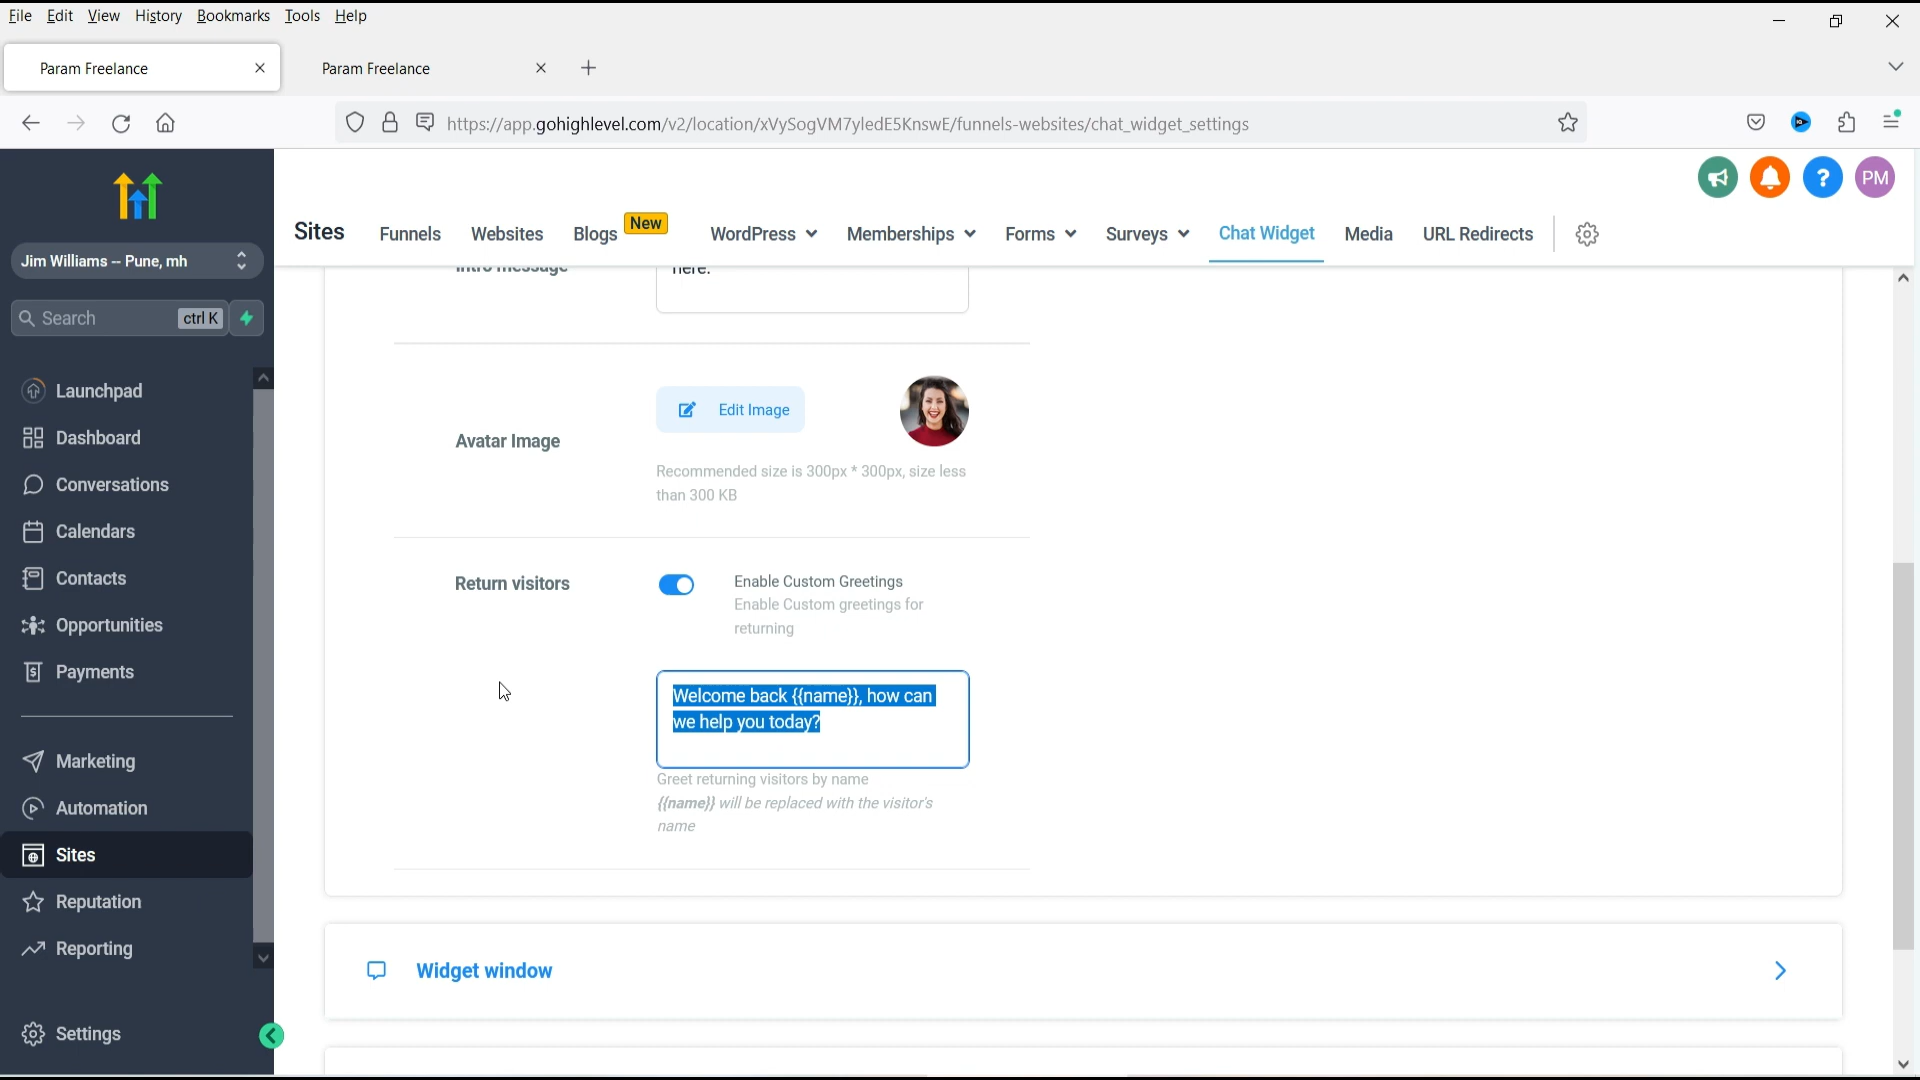 File Edit View History Bookmarks Tools Help
Param Freelance
Param Freelance
https://app.gohighlevel.com/v2/location/xVySogVM7yledE5KnswE/funnels-websites/chat_widget_settings
PM
Sites
Funnels
Websites
Blogs
New
WordPress
Memberships
Forms
Surveys
Chat Widget
Media
URL Redirects
Jim Williams -- Pune, mh
Search
ctrl K
Launchpad
Dashboard
Conversations
Calendars
Contacts
Opportunities
Payments
Marketing
Automation
Sites
Reputation
Reporting
Settings
Intro message
here.
Avatar Image
Edit Image
Recommended size is 300px * 300px, size less
than 300 KB
Return visitors
Enable Custom Greetings
Enable Custom greetings for
returning
Welcome back {{name}}, how can
we help you today?
Greet returning visitors by name
{{name}} will be replaced with the visitor's
name
Widget window